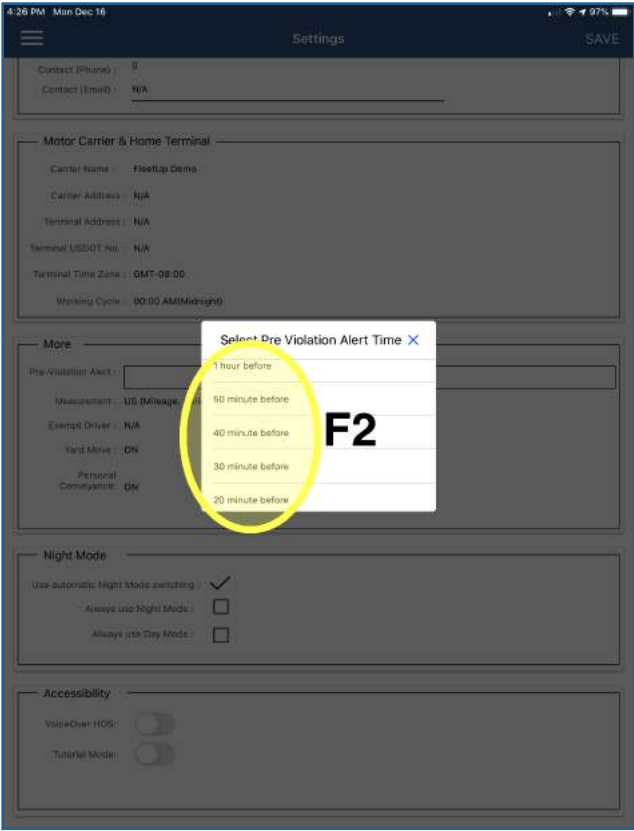 4:26 PM Mon Dec 16
97%
Settings
SAVE
Contact (Phone) : 0
Contact (Email) : N/A
Motor Carrier & Home Terminal
Carrier Name : FleetUp Demo
Carrier Address : N/A
Terminal Address : N/A
Terminal USDOT No. : N/A
Terminal Time Zone : GMT-08:00
Working Cycle : 00:00 AM(Midnight)
More
Select Pre Violation Alert Time
1 hour before
Pre-Violation Alert :
Measurement : US (Mileage,
50 minute before
Exempt Driver : N/A
40 minute before
F2
Yard Move : ON
30 minute before
Personal
Conveyance: ON
20 minute before
Night Mode
Use automatic Night Mode switching :
Always use Night Mode :
Always use Day Mode :
Accessibility
VoiceOver HOS:
Tutorial Mode: